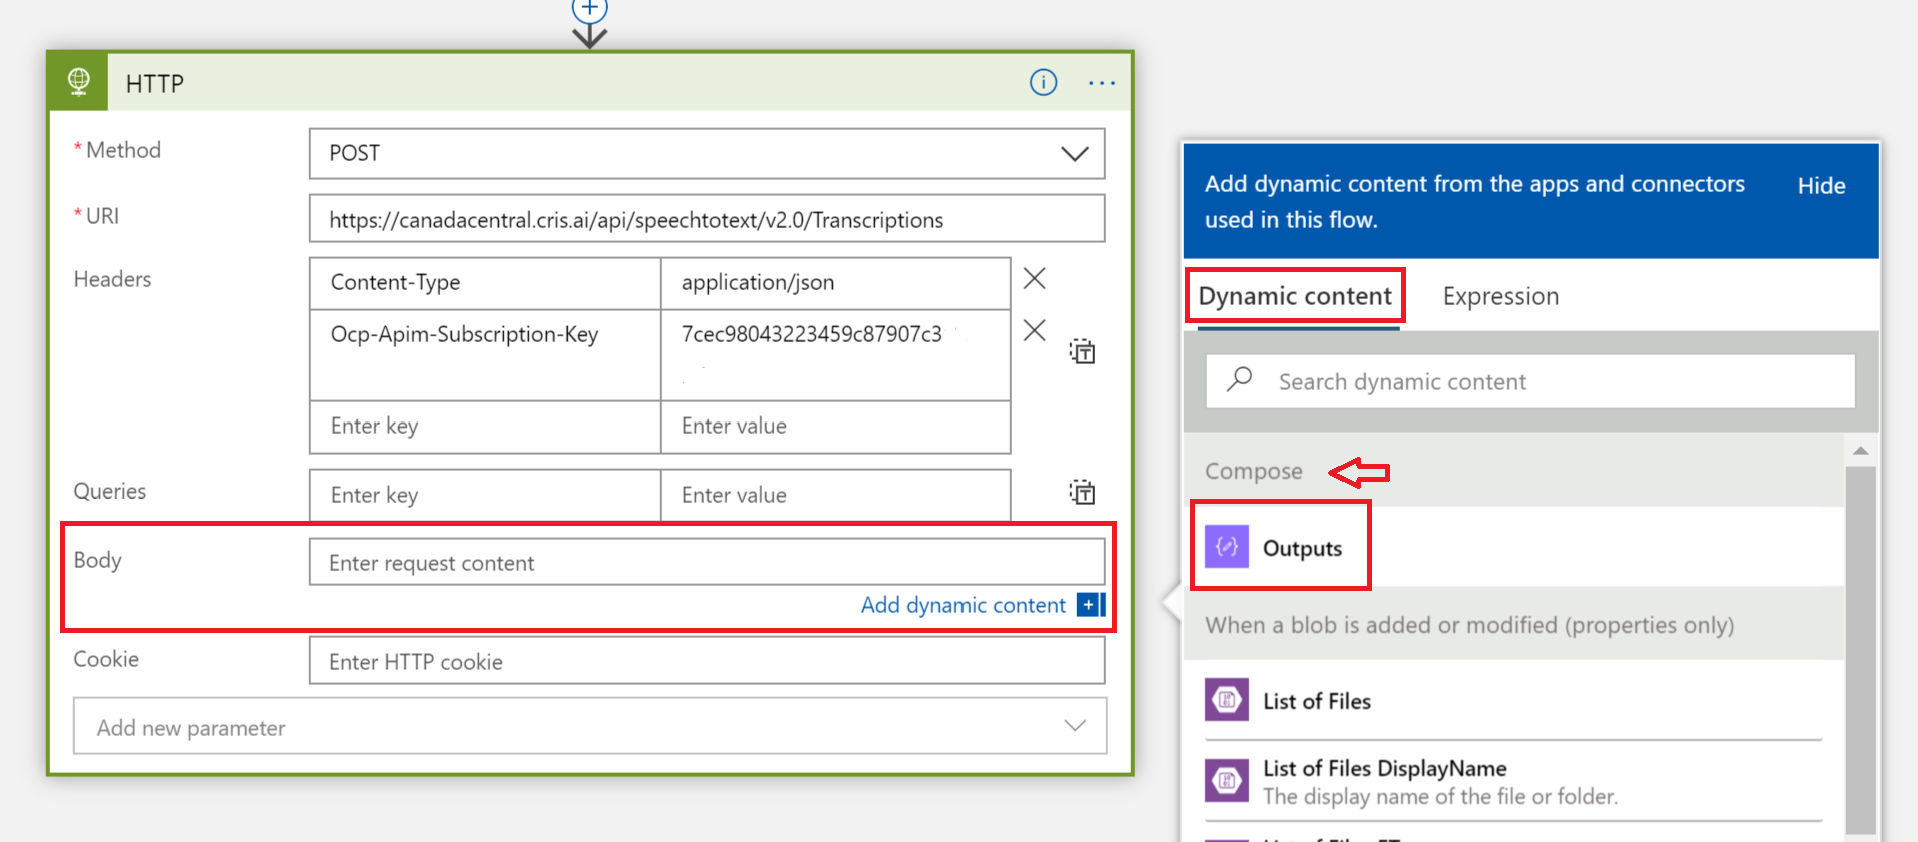 HTTP
* Method
POST
* URI
https://canadacentral.cris.ai/api/speechtotext/v2.0/Transcriptions
Headers
Content-Type
application/json
Ocp-Apim-Subscription-Key
7cec98043223459c87907c3
Enter key
Enter value
Queries
Enter key
Enter value
Body
Enter request content
Add dynamic content
Cookie
Enter HTTP cookie
Add new parameter
Add dynamic content from the apps and connectors
used in this flow.
Hide
Dynamic content
Expression
Search dynamic content
Compose
Outputs
When a blob is added or modified (properties only)
List of Files
List of Files DisplayName
The display name of the file or folder.